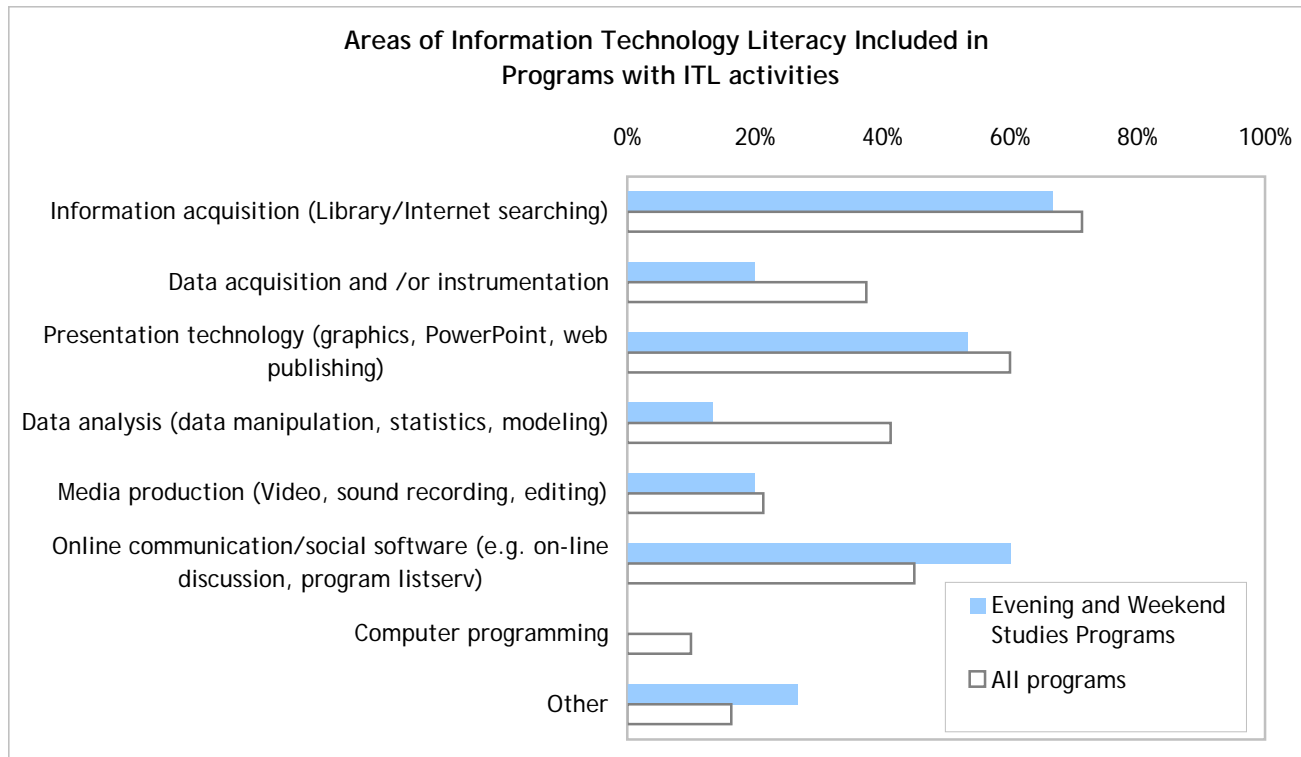 Areas of Information Technology Literacy Included in
Programs with ITL activities
0% 20% 40% 60% 80% 100%
Information acquisition (Library/Internet searching)
Data acquisition and /or instrumentation
Presentation technology (graphics, PowerPoint, web
publishing)
Data analysis (data manipulation, statistics, modeling)
Media production (Video, sound recording, editing)
Online communication/social software (e.g. on-line
discussion, program listserv)
Computer programming
Other
Evening and Weekend
Studies Programs
All programs